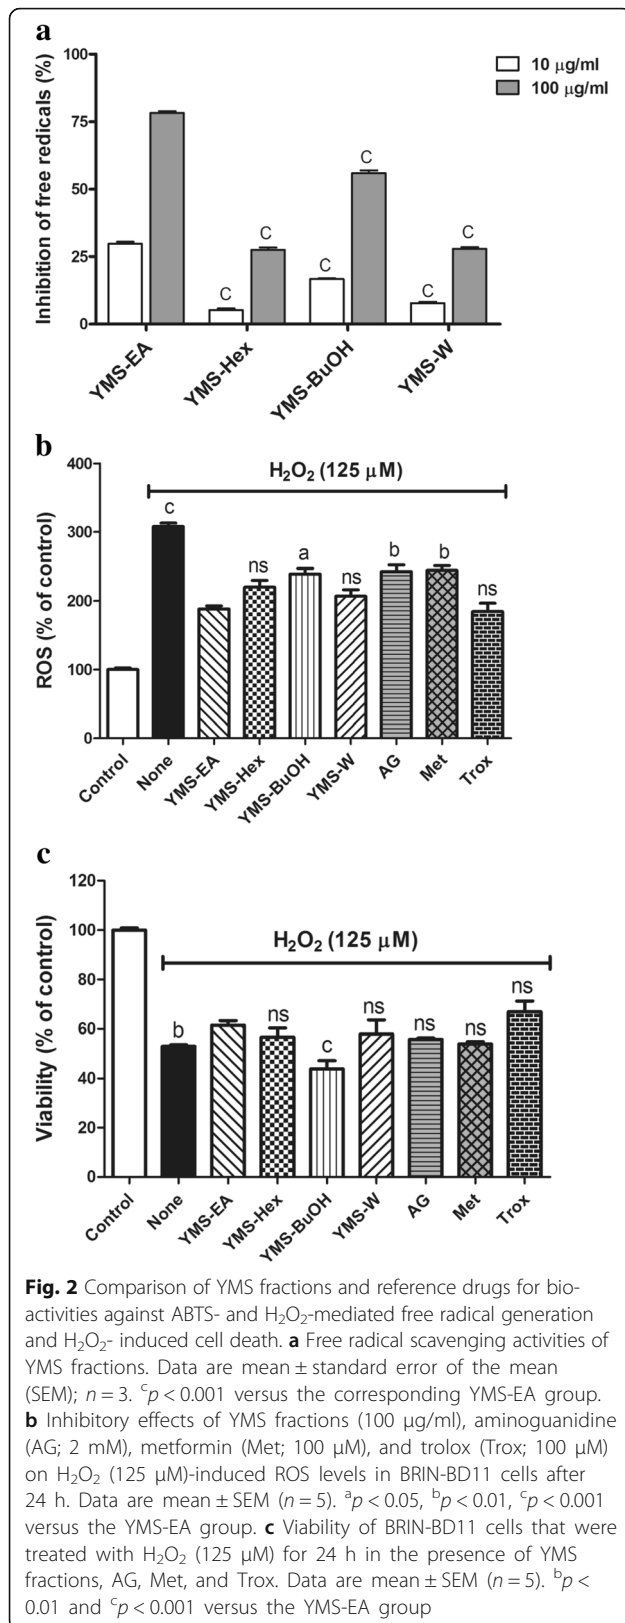 a
Inhibition of free redicals (%)
100
75
50
25
0
10 μg/ml
100 μg/ml
C
C
C
C
C
C
YMS-EA
YMS-Hex
YMS-BuOH
YMS-W
b
ROS (% of control)
400
300
200
100
0
H₂O₂ (125 μM)
c
ns
a
ns
b
b
ns
Control
None
YMS-EA
YMS-Hex
YMS-BuOH
YMS-W
AG
Met
Trox
c
Viability (% of control)
120
100
80
60
40
20
0
H₂O₂ (125 μM)
b
ns
c
ns
ns
ns
ns
Control
None
YMS-EA
YMS-Hex
YMS-BuOH
YMS-W
AG
Met
Trox
Fig. 2 Comparison of YMS fractions and reference drugs for bio-
activities against ABTS- and H₂O₂-mediated free radical generation
and H₂O₂- induced cell death. a Free radical scavenging activities of
YMS fractions. Data are mean ± standard error of the mean
(SEM); n = 3. ᶜp < 0.001 versus the corresponding YMS-EA group.
b Inhibitory effects of YMS fractions (100 μg/ml), aminoguanidine
(AG; 2 mM), metformin (Met; 100 μM), and trolox (Trox; 100 μM)
on H₂O₂ (125 μM)-induced ROS levels in BRIN-BD11 cells after
24 h. Data are mean ± SEM (n = 5). ᵃp < 0.05, ᵇp < 0.01, ᶜp < 0.001
versus the YMS-EA group. c Viability of BRIN-BD11 cells that were
treated with H₂O₂ (125 μM) for 24 h in the presence of YMS
fractions, AG, Met, and Trox. Data are mean ± SEM (n = 5). ᵇp <
0.01 and ᶜp < 0.001 versus the YMS-EA group